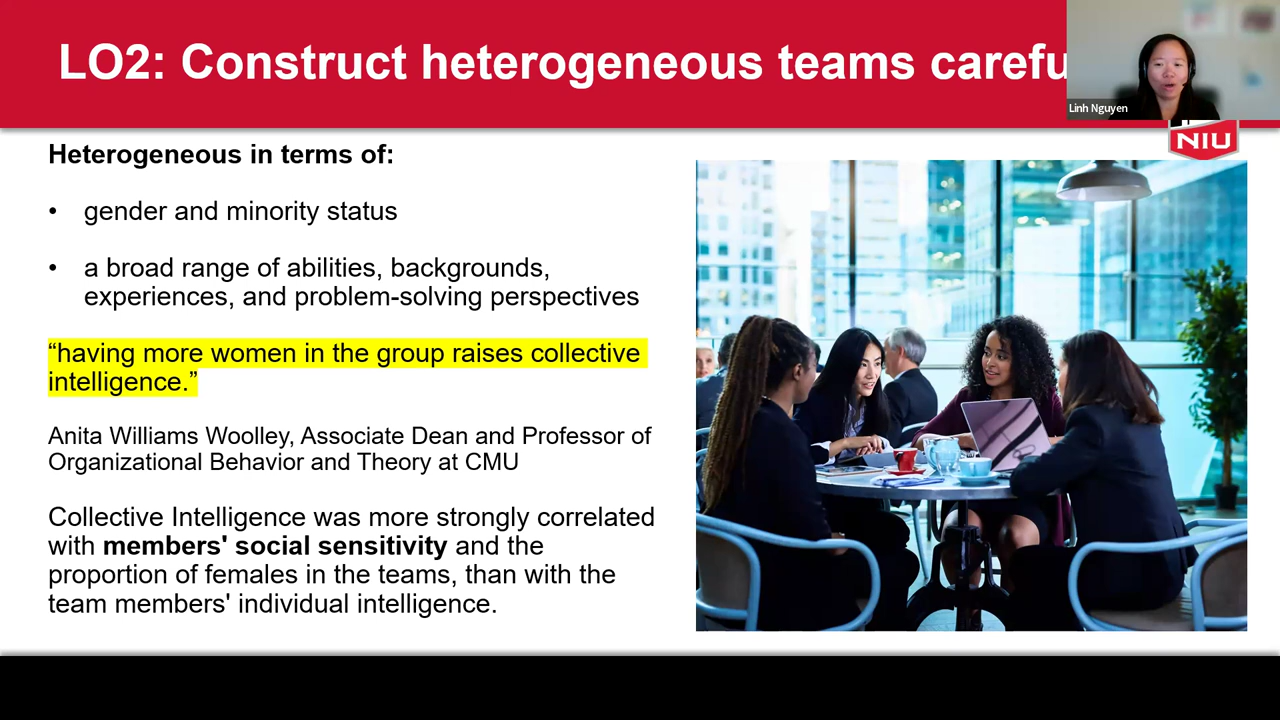 LO2: Construct heterogeneous teams carefu
Linh Nguyen
NIU
Heterogeneous in terms of:
• gender and minority status
• a broad range of abilities, backgrounds,
experiences, and problem-solving perspectives
“having more women in the group raises collective
intelligence.”
Anita Williams Woolley, Associate Dean and Professor of
Organizational Behavior and Theory at CMU
Collective Intelligence was more strongly correlated
with members' social sensitivity and the
proportion of females in the teams, than with the
team members' individual intelligence.